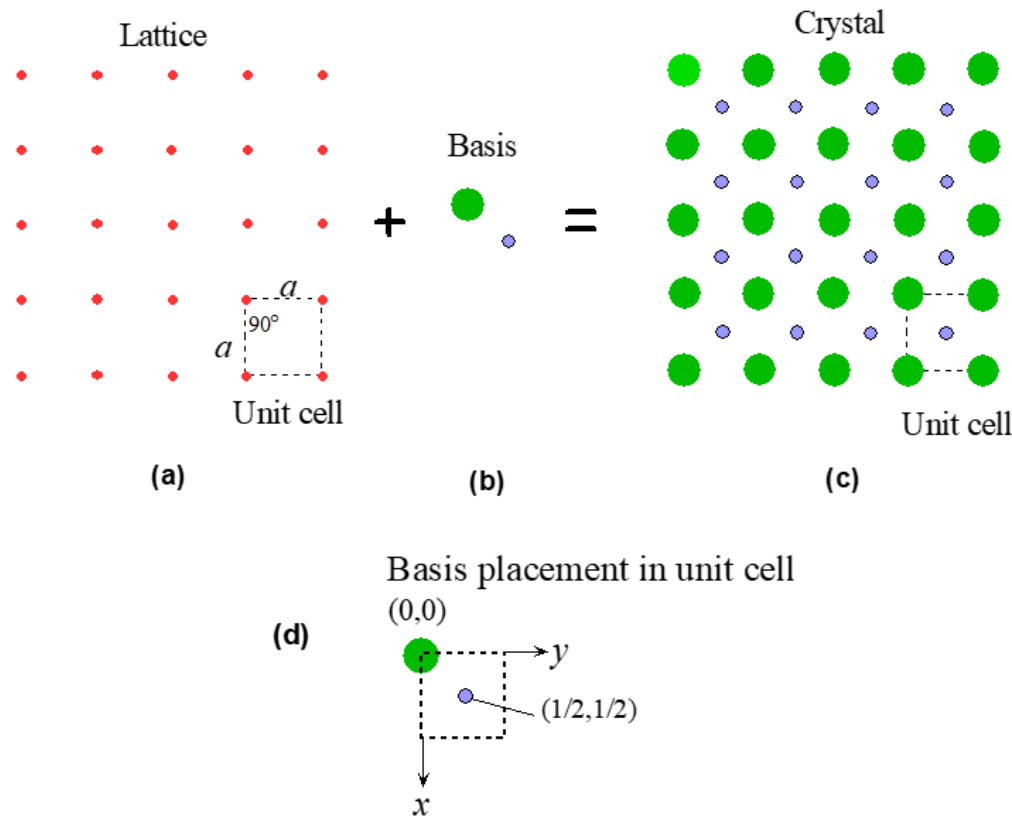 Lattice
Basis
Crystal
+
=
a
90°
a
Unit cell
Unit cell
(a)
(b)
(c)
Basis placement in unit cell
(0,0)
(d)
y
(1/2,1/2)
x